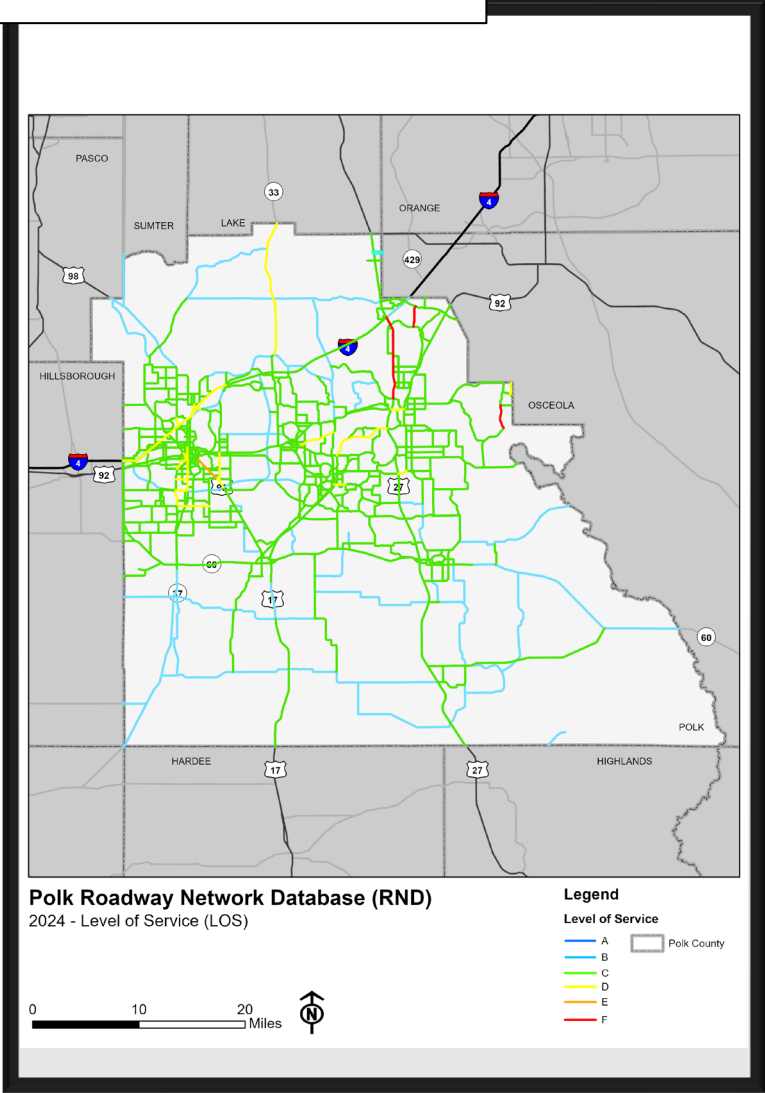 33
PASCO
ORANGE
4
SUMTER
LAKE
429
98
92
4
HILLSBOROUGH
OSCEOLA
4
92
27
17
60
POLK
HARDEE
HIGHLANDS
17
27
Polk Roadway Network Database (RND)
2024 - Level of Service (LOS)
Legend
Level of Service
A
Polk County
B
C
D
E
F
0
10
20
Miles
N